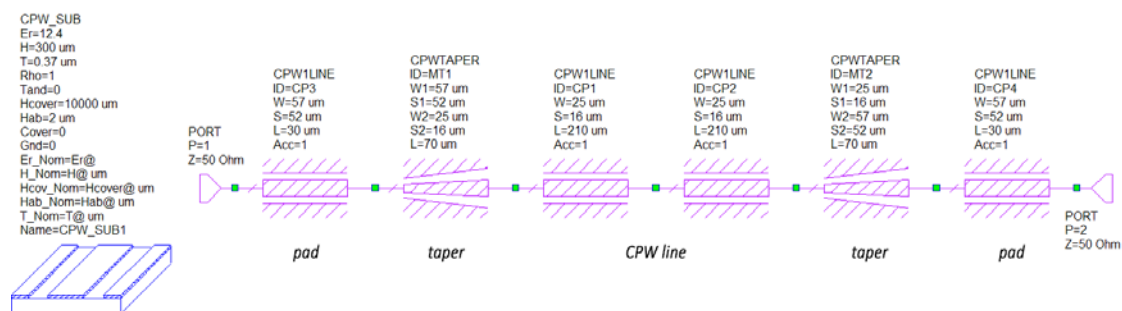 CPW_SUB
Er=12.4
H=300 um
T=0.37 um
Rho=1
Tand=0
Hcover=10000 um
Hab=2 um
Cover=0
Gnd=0
Er_Nom=Er@
H_Nom=H@ um
Hcov_Nom=Hcover@ um
Hab_Nom=Hab@ um
T_Nom=T@ um
Name=CPW_SUB1
PORT
P=1
Z=50 Ohm
CPW1LINE
ID=CP3
W=57 um
S=52 um
L=30 um
Acc=1
pad
CPWTAPER
ID=MT1
W1=57 um
S1=52 um
W2=25 um
S2=16 um
L=70 um
taper
CPW1LINE
ID=CP1
W=25 um
S=16 um
L=210 um
Acc=1
CPW line
CPW1LINE
ID=CP2
W=25 um
S=16 um
L=210 um
Acc=1
CPWTAPER
ID=MT2
W1=25 um
S1=16 um
W2=57 um
S2=52 um
L=70 um
taper
CPW1LINE
ID=CP4
W=57 um
S=52 um
L=30 um
Acc=1
pad
PORT
P=2
Z=50 Ohm